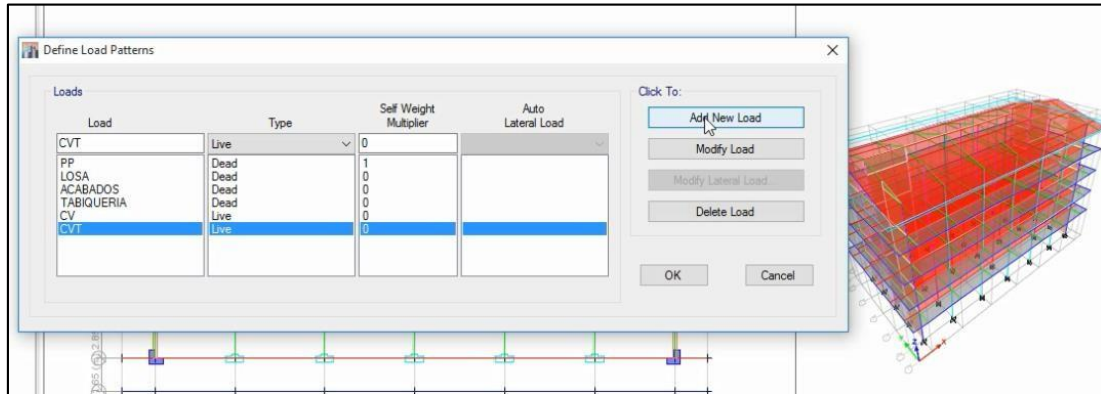 Define Load Patterns
Loads
Click To:
Load
Type
Self Weight
Multiplier
Auto
Lateral Load
CVT
Live
0
Add New Load
PP
Dead
1
LOSA
Dead
0
ACABADOS
Dead
0
TABIQUERIA
Dead
0
CV
Live
0
CVT
Live
0
Modify Load
Modify Lateral Load...
Delete Load
OK
Cancel
Z
X